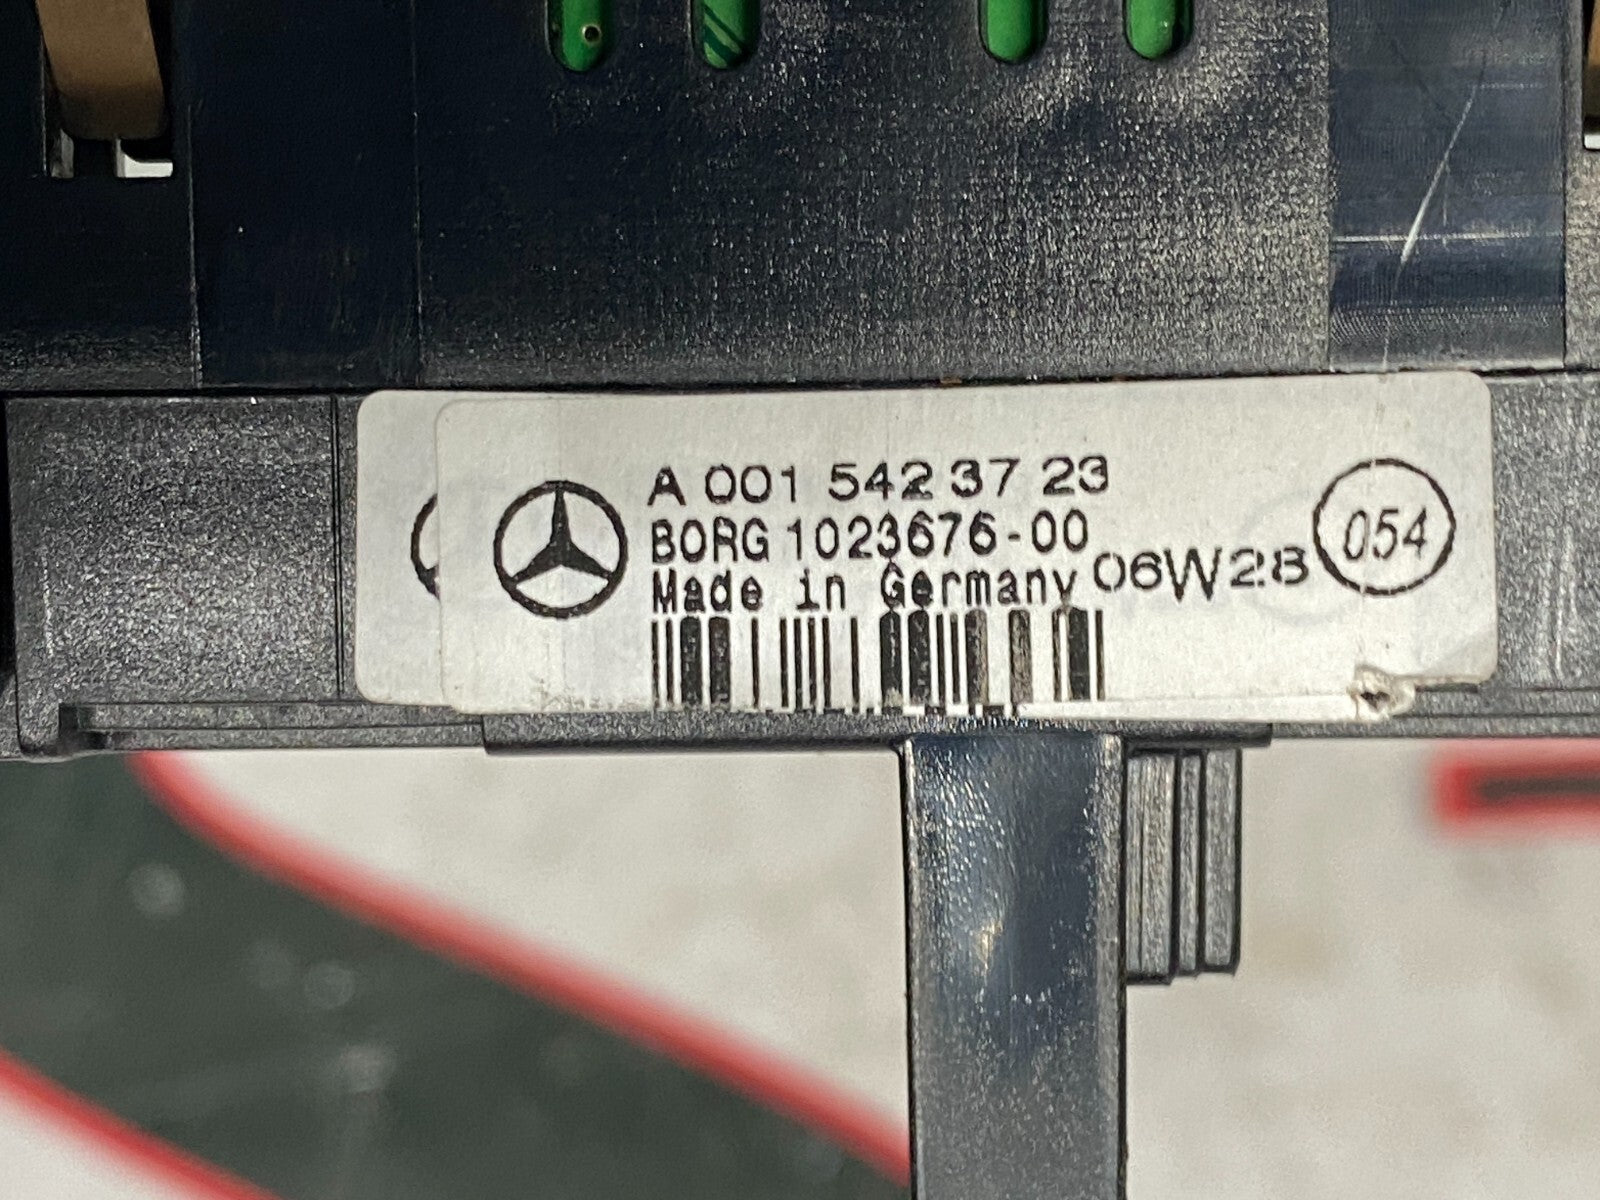 A 001 542 37 23
BORG 1023676-00
Made in Germany 06W28
054